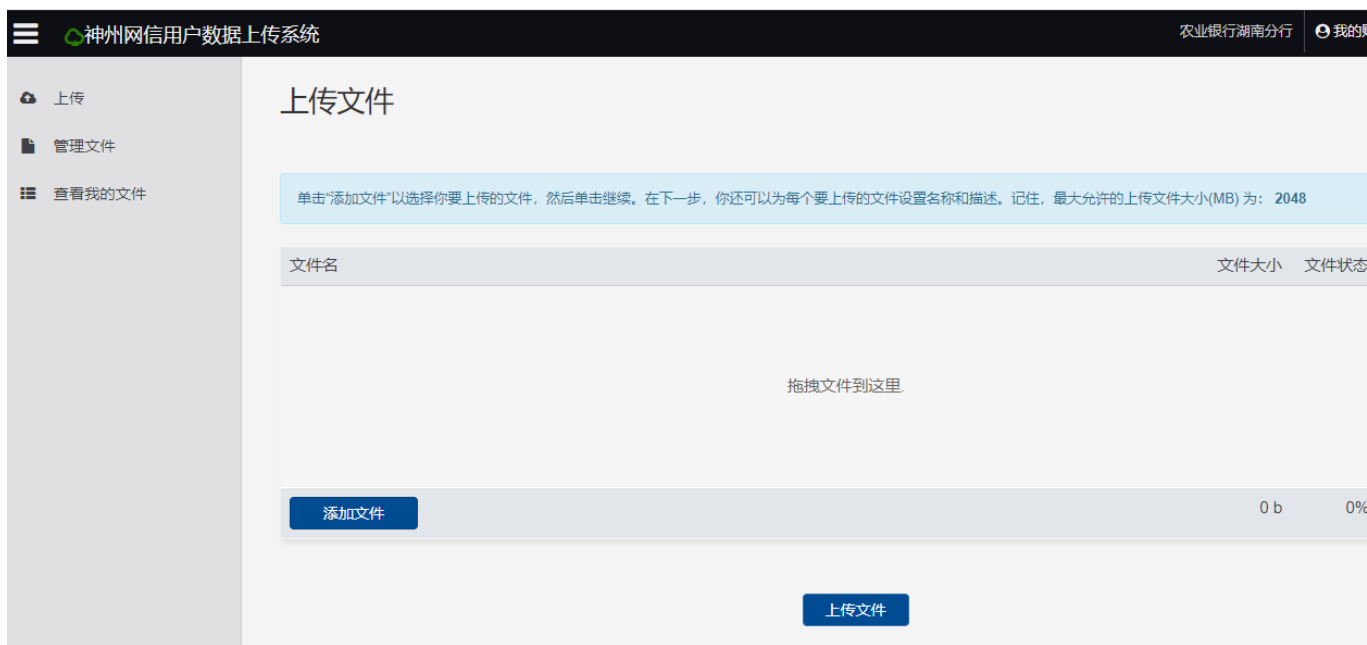 神州网信用户数据上传系统
农业银行湖南分行
我的
上传
管理文件
查看我的文件
上传文件
单击“添加文件”以选择你要上传的文件，然后单击继续。在下一步，你还可以为每个要上传的文件设置名称和描述。记住，最大允许的上传文件大小(MB) 为： 2048
文件名 文件大小 文件状态
拖拽文件到这里.
添加文件 0 b 0%
上传文件